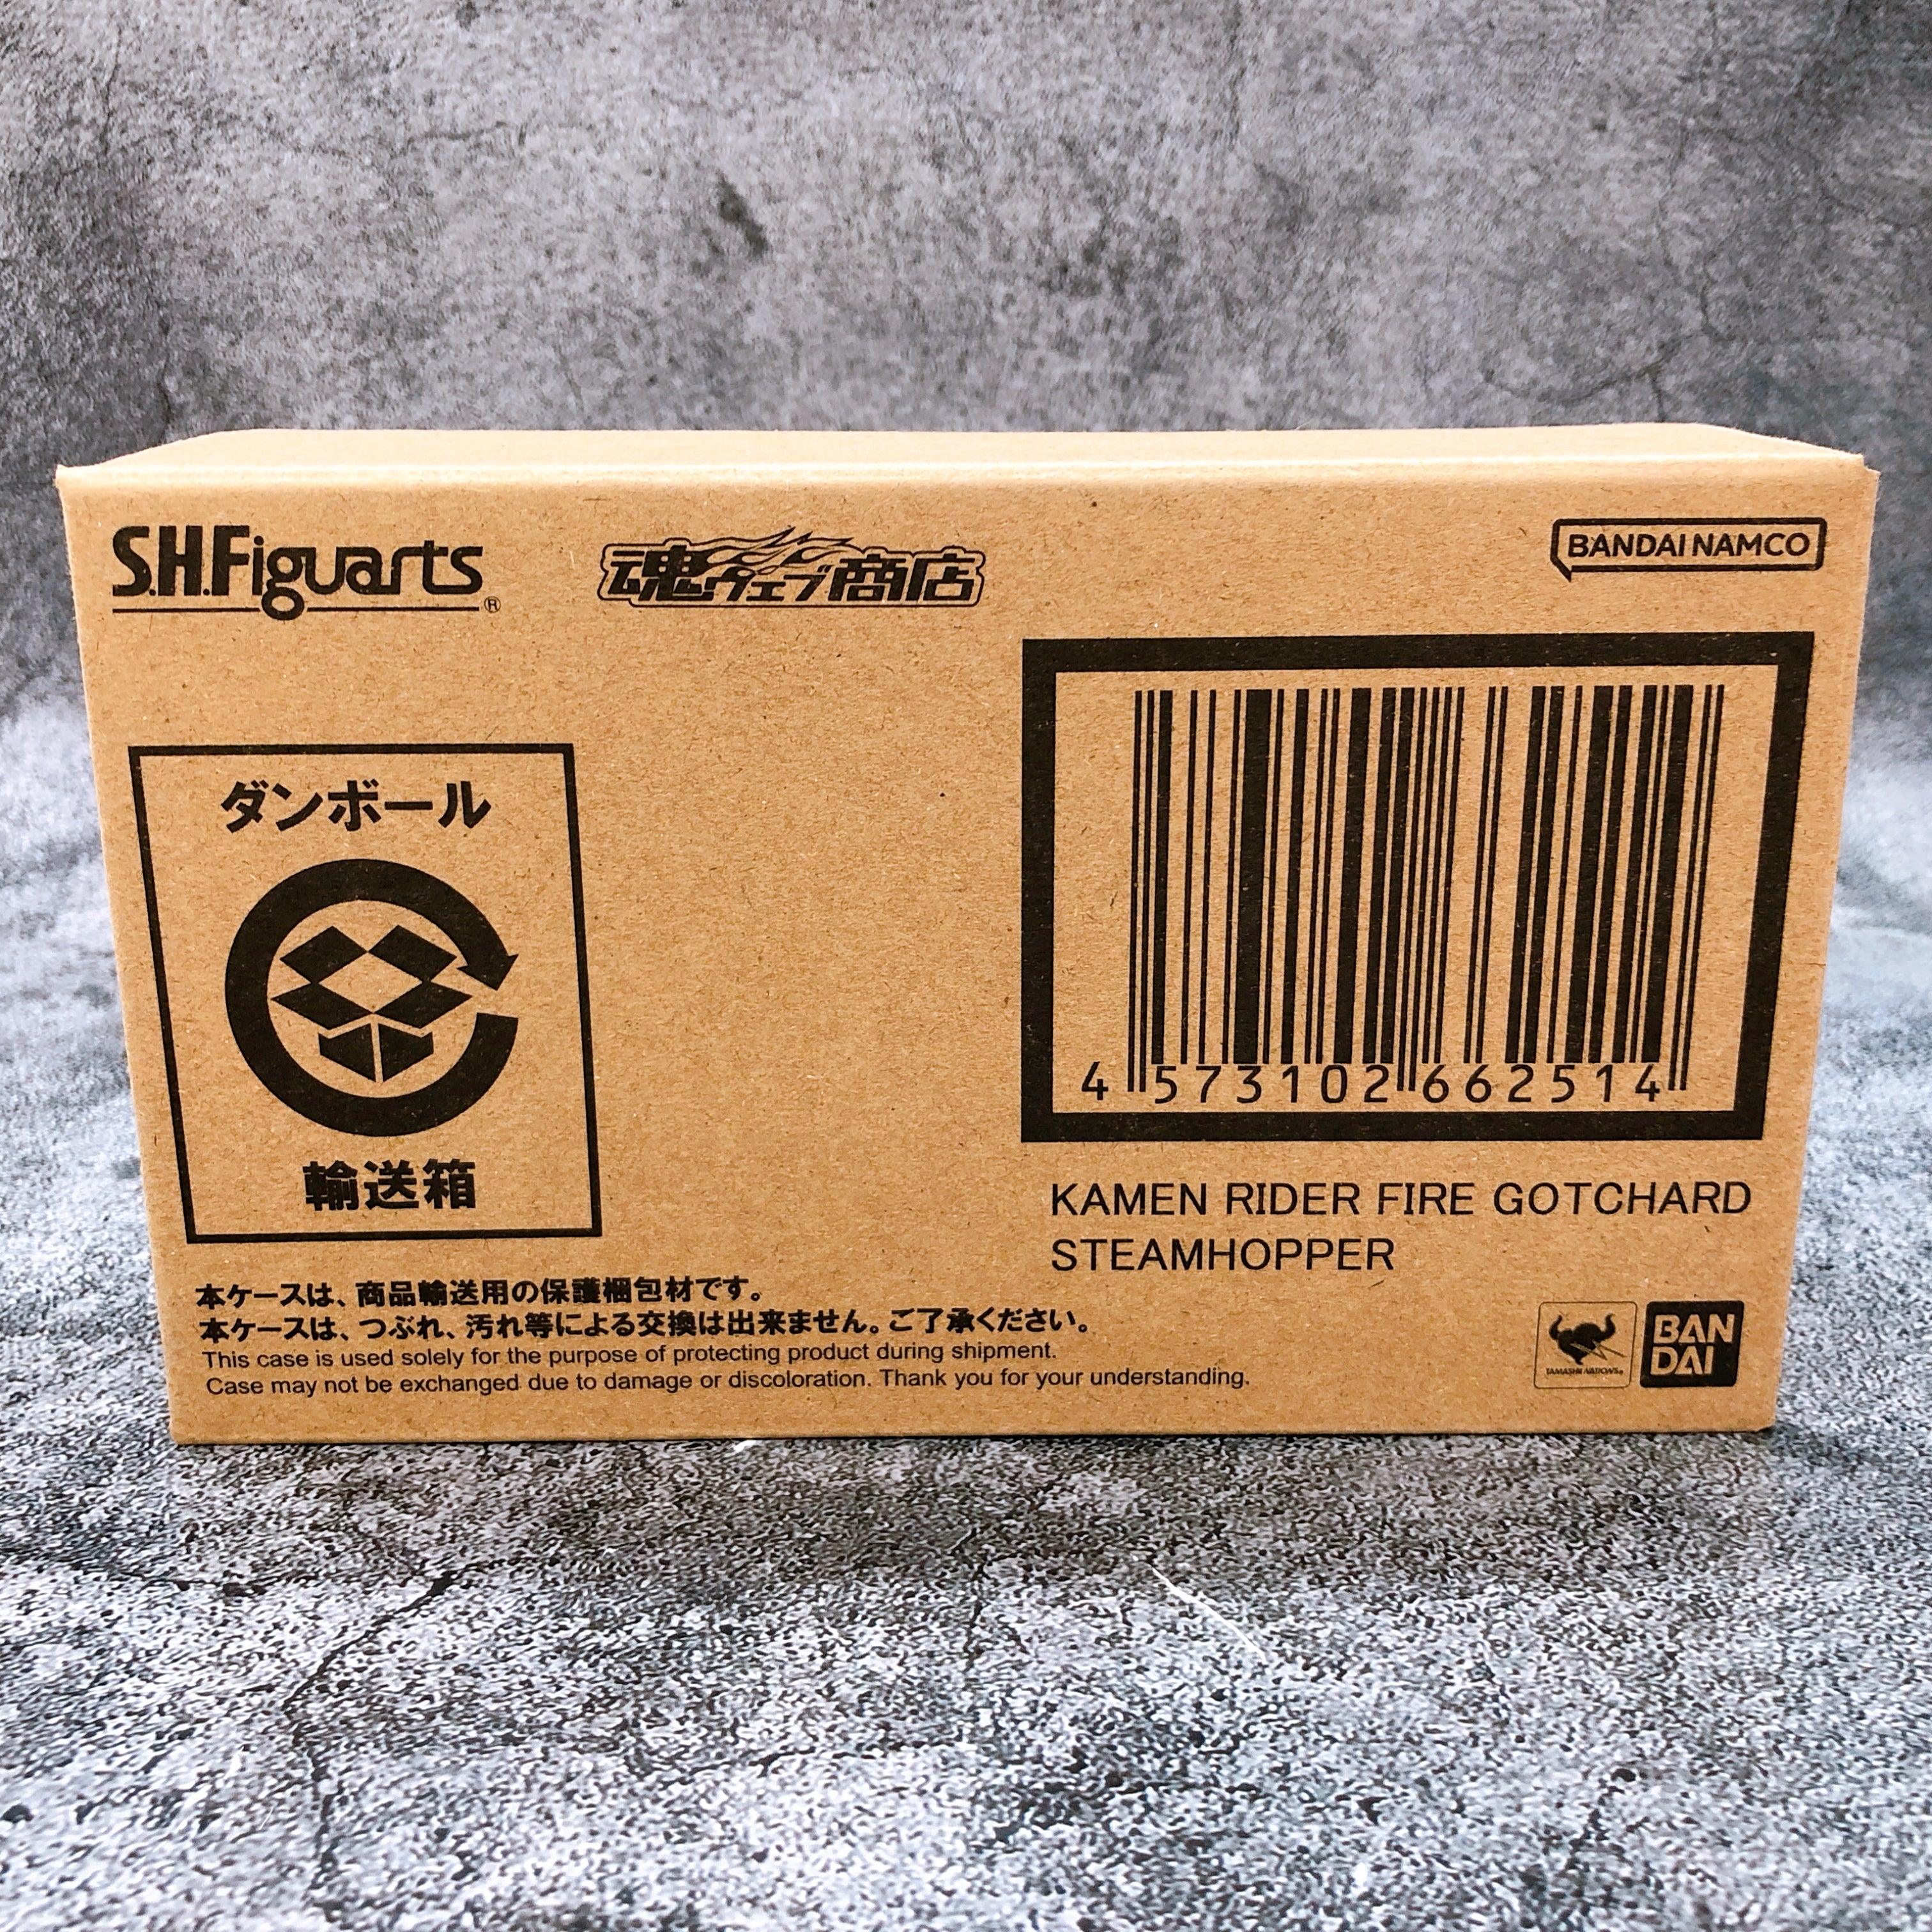 S.H.Figuarts®
魂ウェブ商店
BANDAI NAMCO
ダンボール
輸送箱
4 573102 662514
KAMEN RIDER FIRE GOTCHARD
STEAMHOPPER
本ケースは、商品輸送用の保護梱包材です。
本ケースは、つぶれ、汚れ等による交換は出来ません。ご了承ください。
This case is used solely for the purpose of protecting product during shipment.
Case may not be exchanged due to damage or discoloration. Thank you for your understanding.
TAMASHII NATIONS®
BAN
DAI